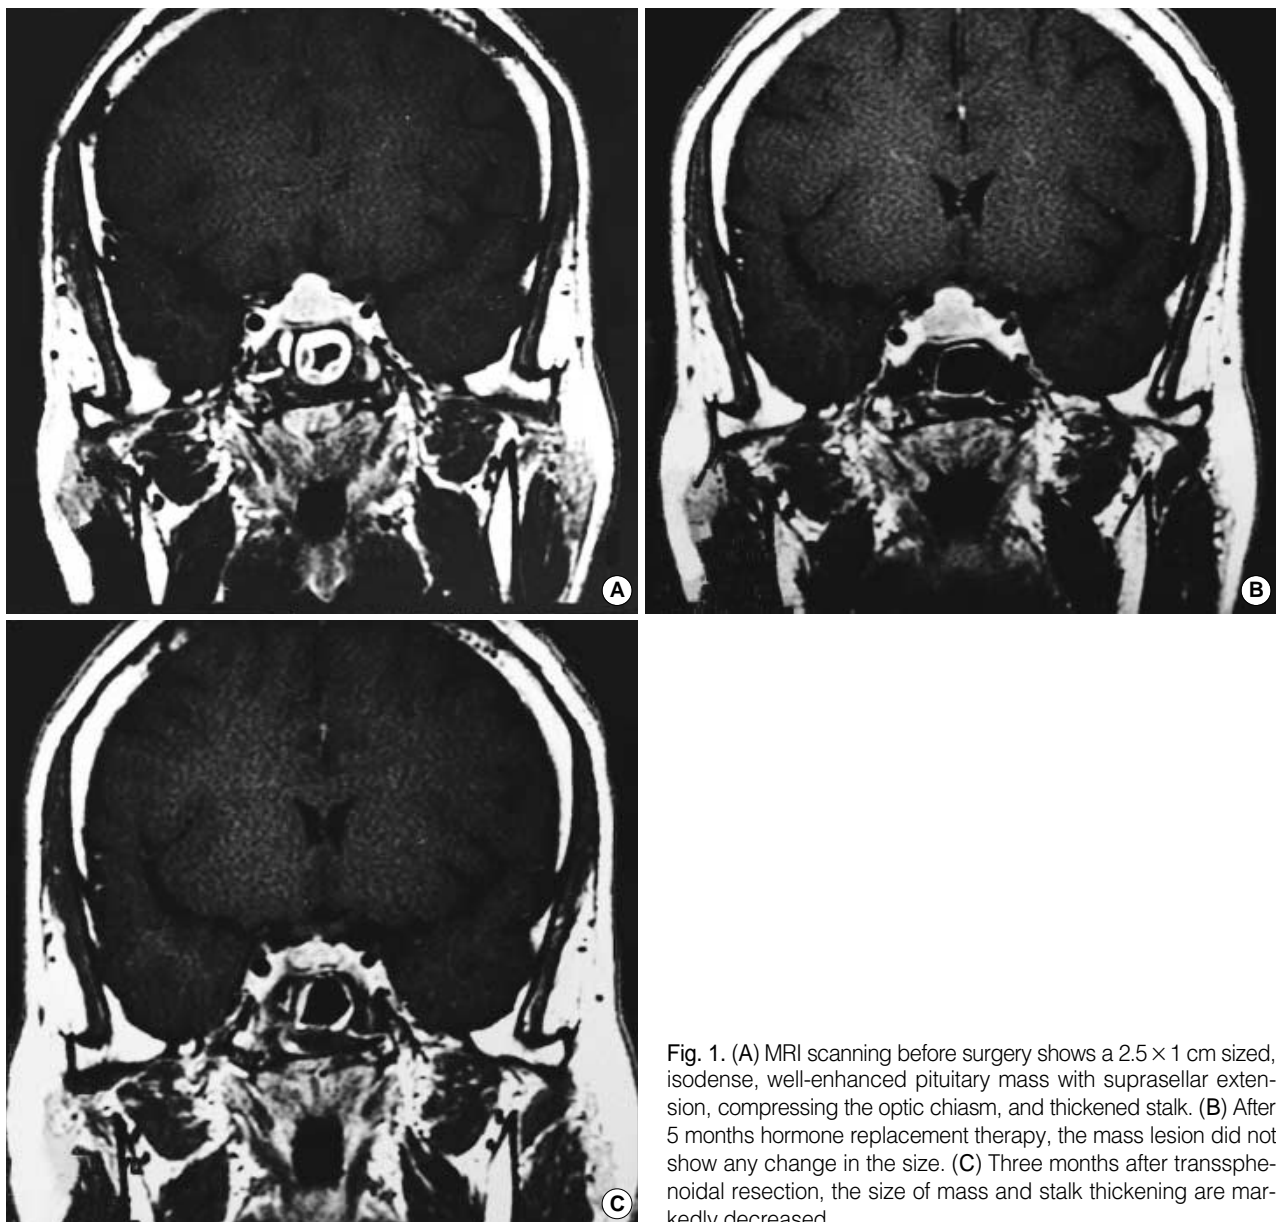 A
B
C
Fig. 1. (A) MRI scanning before surgery shows a 2.5 × 1 cm sized,
isodense, well-enhanced pituitary mass with suprasellar exten-
sion, compressing the optic chiasm, and thickened stalk. (B) After
5 months hormone replacement therapy, the mass lesion did not
show any change in the size. (C) Three months after transsphe-
noidal resection, the size of mass and stalk thickening are mar-
kedly decreased